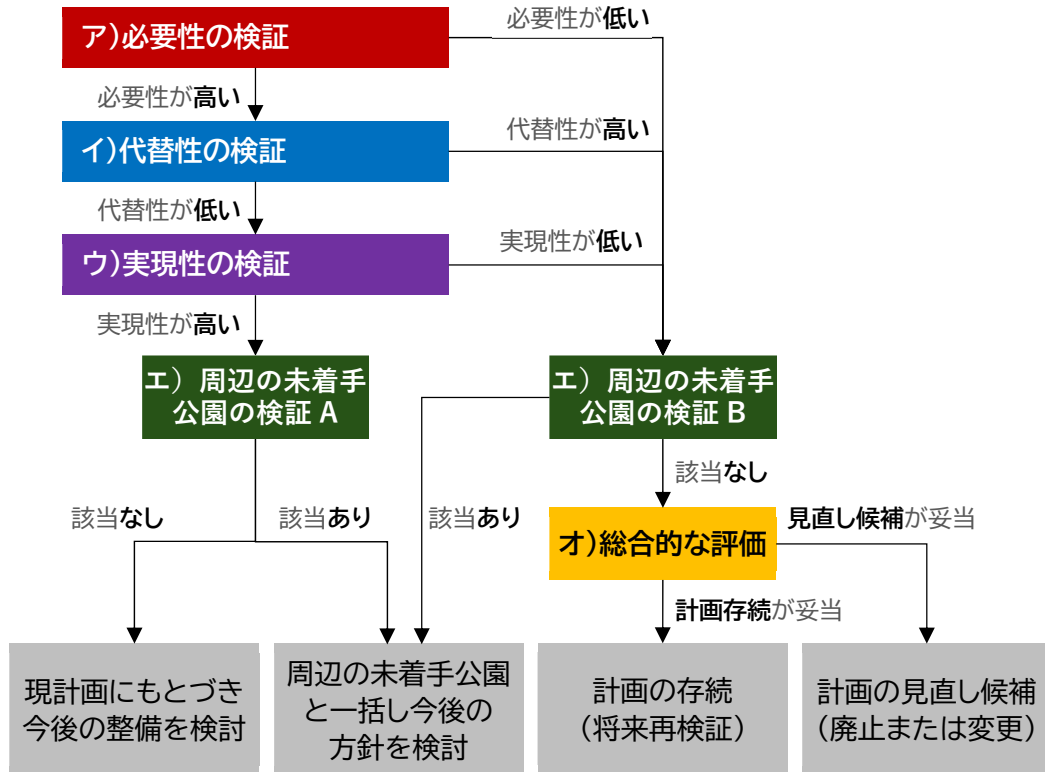 ア)必要性の検証
必要性が低い
必要性が高い
イ)代替性の検証
代替性が高い
代替性が低い
ウ)実現性の検証
実現性が低い
実現性が高い
エ）周辺の未着手
公園の検証 A
エ）周辺の未着手
公園の検証 B
該当なし
該当あり
該当あり
該当なし
オ)総合的な評価
見直し候補が妥当
計画存続が妥当
現計画にもとづき
今後の整備を検討
周辺の未着手公園
と一括し今後の
方針を検討
計画の存続
（将来再検証）
計画の見直し候補
（廃止または変更）